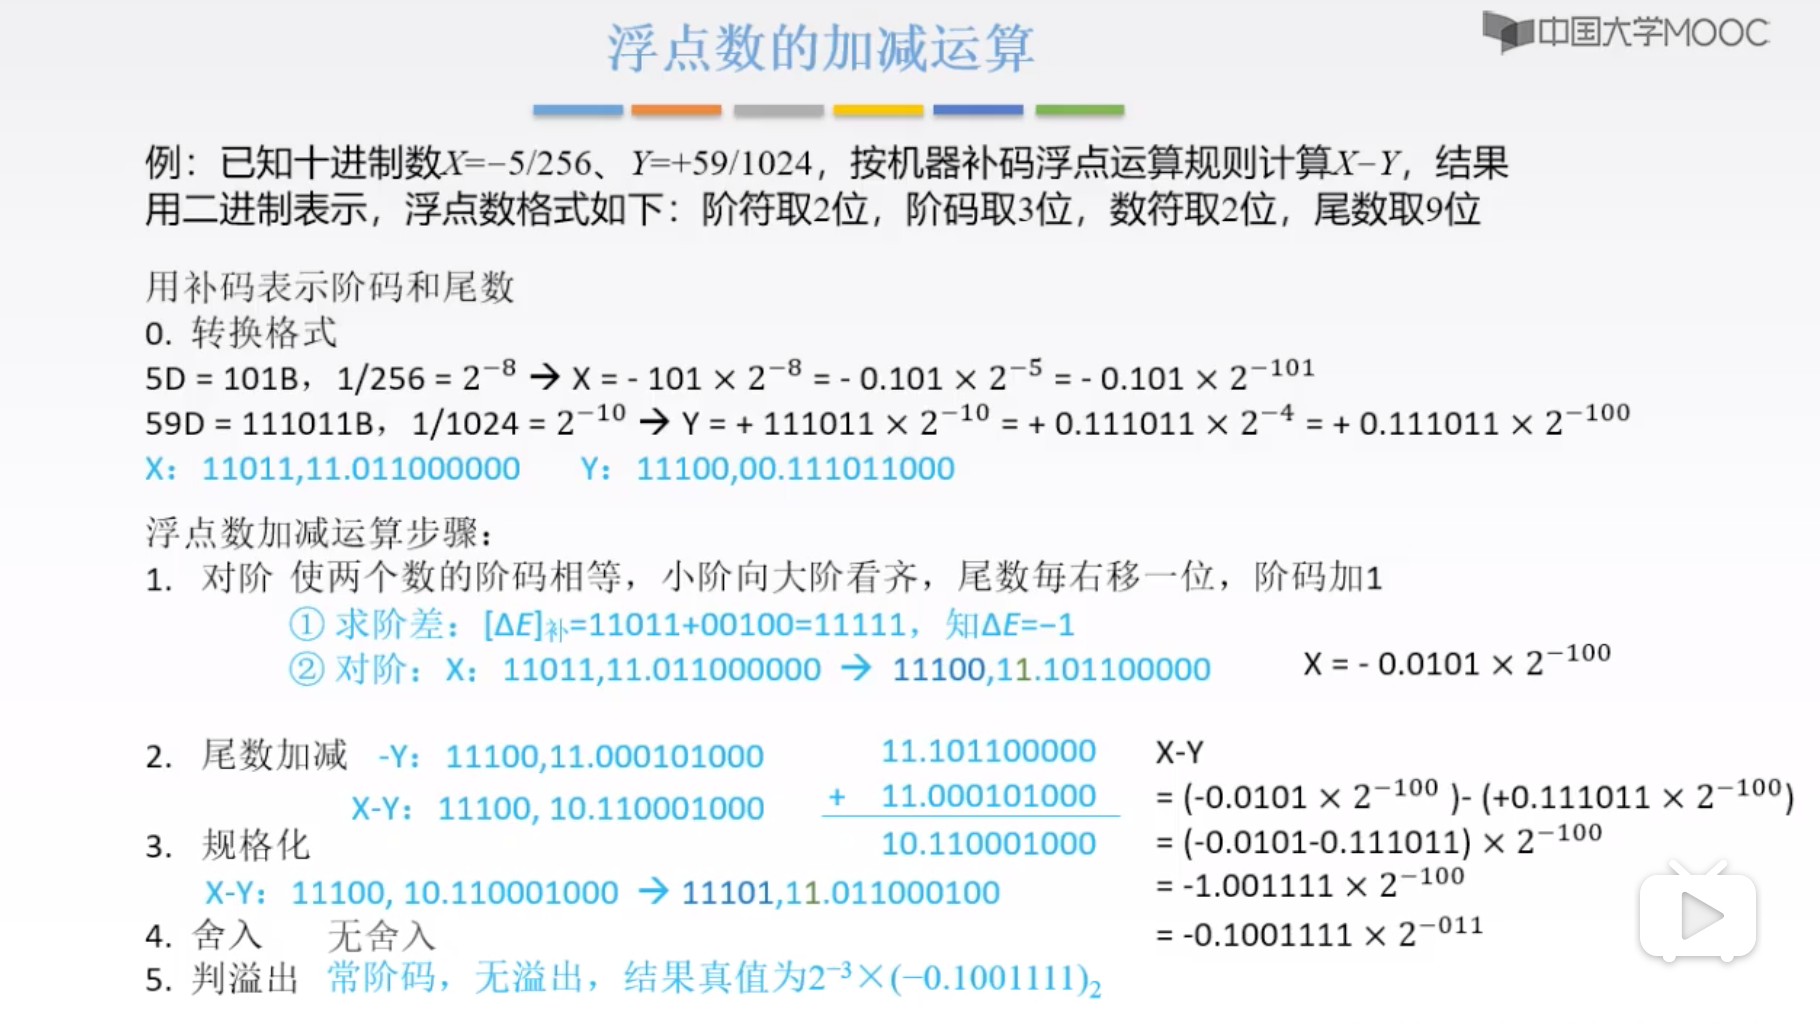 浮点数的加减运算
中国大学MOOC
例：已知十进制数X=−5/256、Y=+59/1024，按机器补码浮点运算规则计算X−Y，结果
用二进制表示，浮点数格式如下：阶符取2位，阶码取3位，数符取2位，尾数取9位
用补码表示阶码和尾数
0. 转换格式
5D = 101B，1/256 = 2⁻⁸ → X = - 101 × 2⁻⁸ = - 0.101 × 2⁻⁵ = - 0.101 × 2⁻¹⁰¹
59D = 111011B，1/1024 = 2⁻¹⁰ → Y = + 111011 × 2⁻¹⁰ = + 0.111011 × 2⁻⁴ = + 0.111011 × 2⁻¹⁰⁰
X：11011,11.011000000 Y：11100,00.111011000
浮点数加减运算步骤：
1. 对阶 使两个数的阶码相等，小阶向大阶看齐，尾数每右移一位，阶码加1
① 求阶差：[ΔE]补=11011+00100=11111，知ΔE=−1
② 对阶：X：11011,11.011000000 → 11100,11.101100000 X = - 0.0101 × 2⁻¹⁰⁰
2. 尾数加减 -Y：11100,11.000101000 11.101100000 X-Y
X-Y：11100, 10.110001000 + 11.000101000 = (-0.0101 × 2⁻¹⁰⁰ )- (+0.111011 × 2⁻¹⁰⁰)
3. 规格化 10.110001000 = (-0.0101-0.111011) × 2⁻¹⁰⁰
X-Y：11100, 10.110001000 → 11101,11.011000100 = -1.001111 × 2⁻¹⁰⁰
4. 舍入 无舍入 = -0.1001111 × 2⁻⁰¹¹
5. 判溢出 常阶码，无溢出，结果真值为2⁻³×(−0.1001111)₂